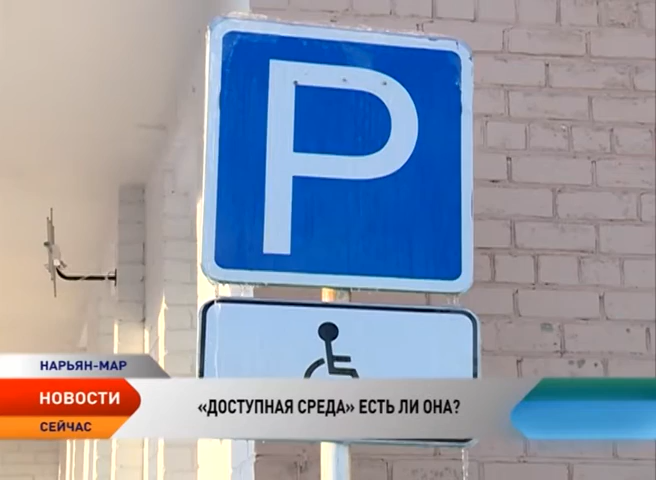 P
НАРЬЯН-МАР
НОВОСТИ
«ДОСТУПНАЯ СРЕДА» ЕСТЬ ЛИ ОНА?
СЕЙЧАС